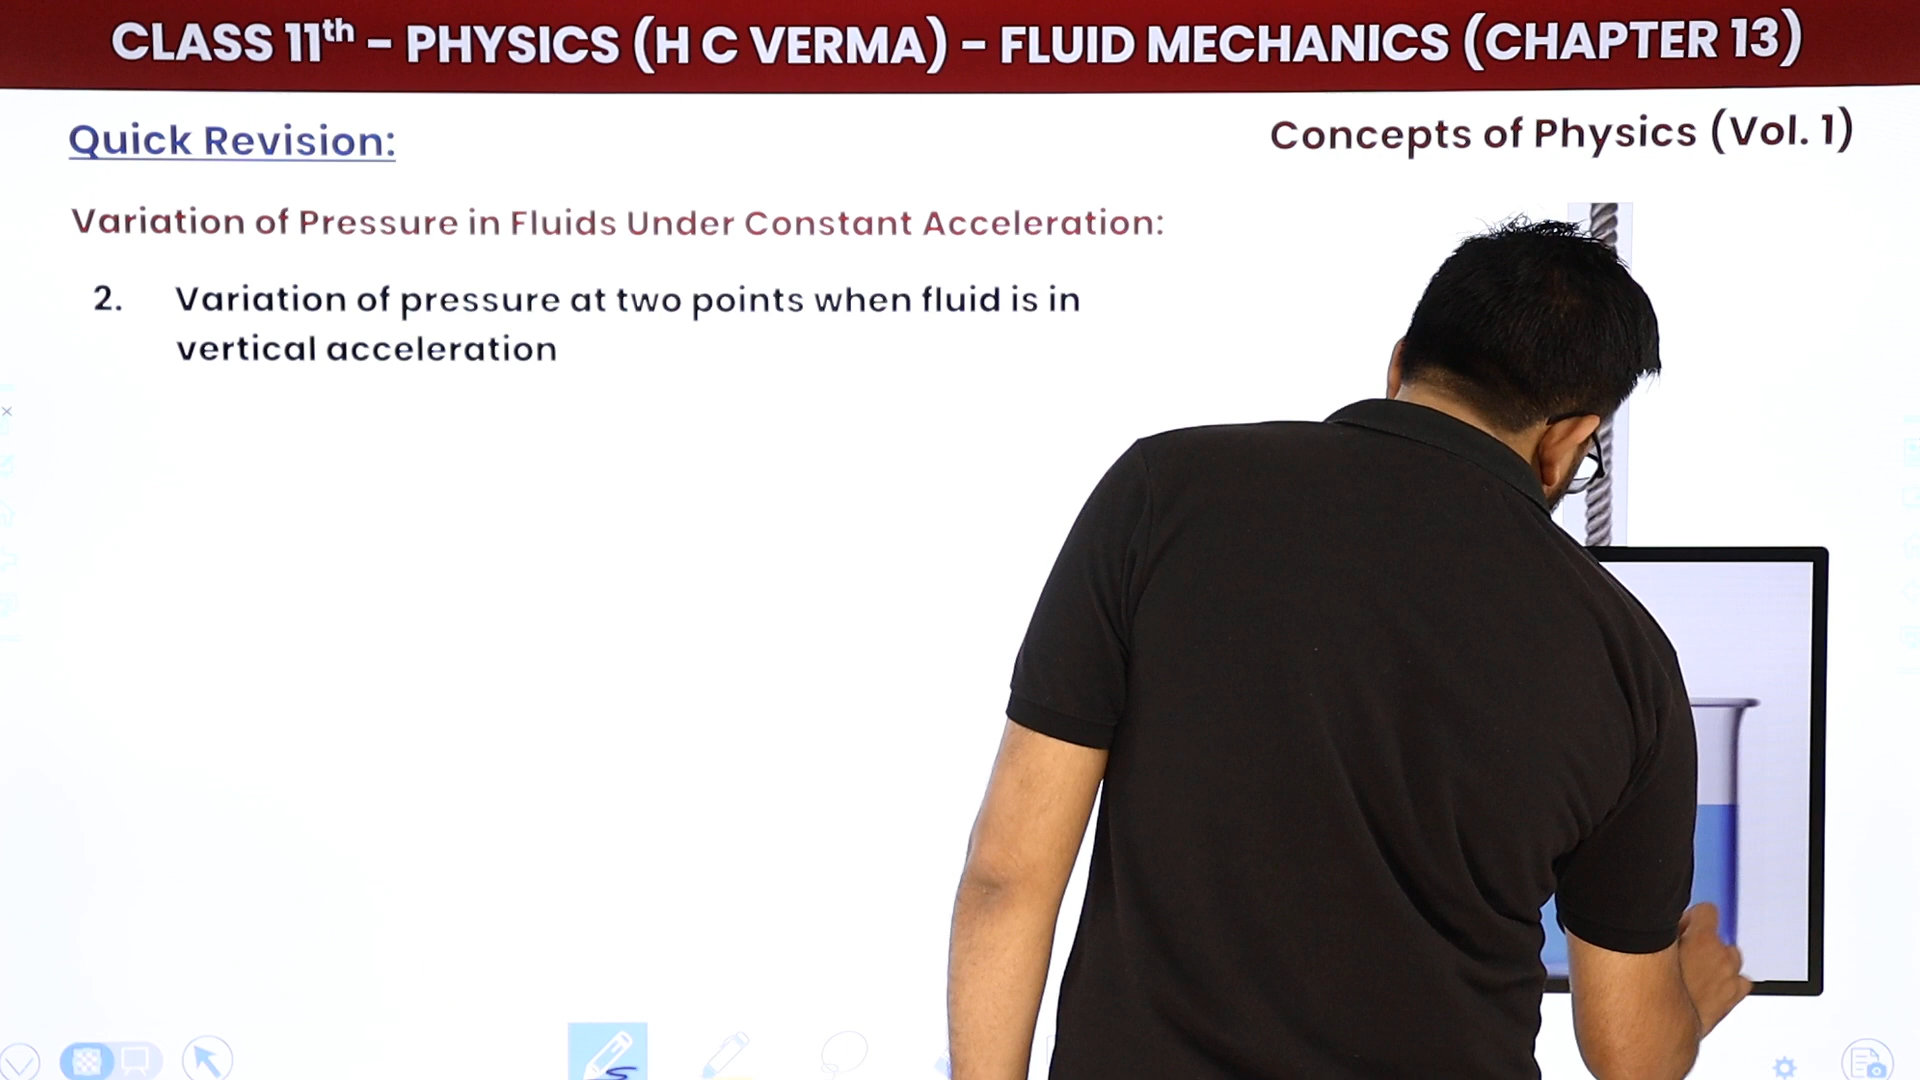 CLASS 11th - PHYSICS (H C VERMA) - FLUID MECHANICS (CHAPTER 13)
Quick Revision:
Concepts of Physics (Vol. 1)
Variation of Pressure in Fluids Under Constant Acceleration:
2. Variation of pressure at two points when fluid is in
vertical acceleration